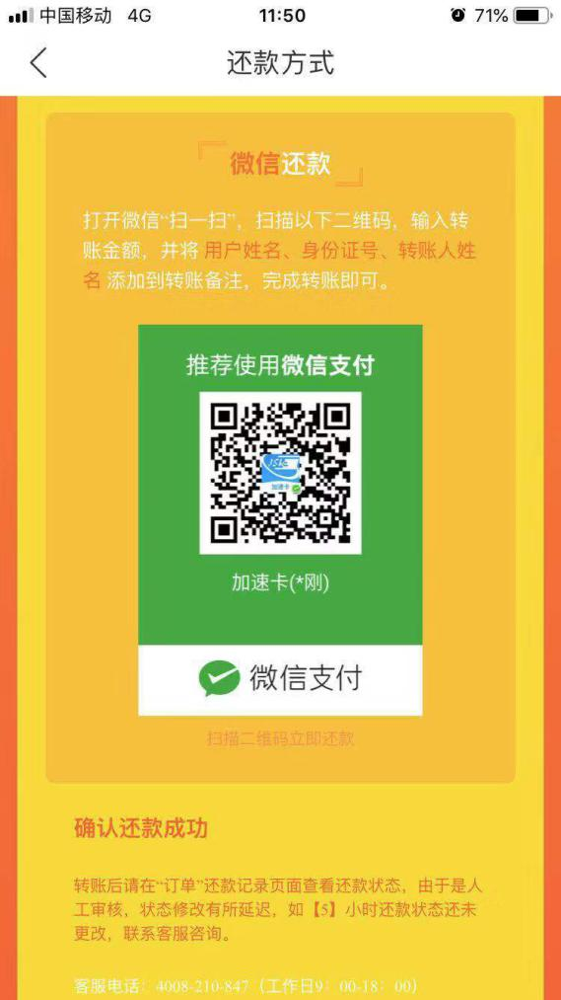 中国移动 4G 11:50 71%
还款方式
微信还款
打开微信“扫一扫”，扫描以下二维码，输入转
账金额，并将 用户姓名、身份证号、转账人姓
名 添加到转账备注，完成转账即可。
推荐使用微信支付
JSK
加速卡
加速卡(*刚)
微信支付
扫描二维码立即还款
确认还款成功
转账后请在“订单”还款记录页面查看还款状态，由于是人
工审核，状态修改有所延迟，如【5】小时还款状态还未
更改，联系客服咨询。
客服电话：4008-210-847（工作日9：00-18：00）